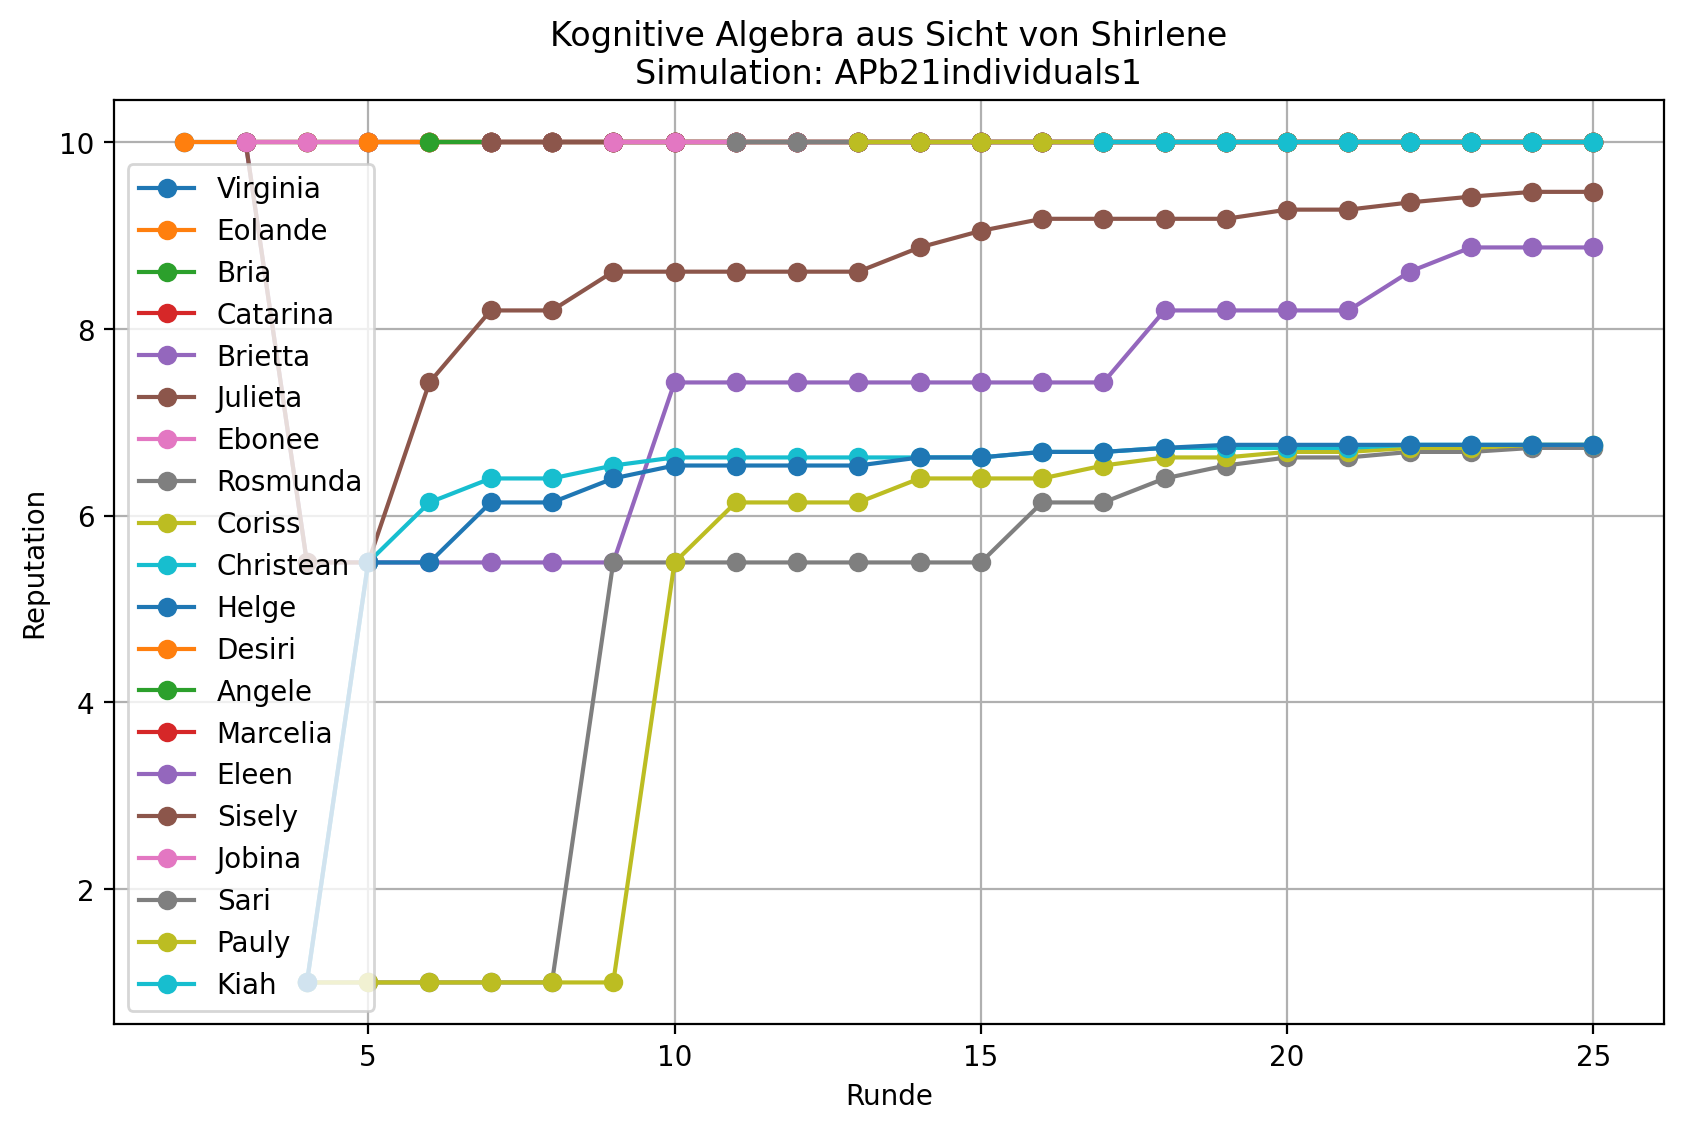 Kognitive Algebra aus Sicht von Shirlene
Simulation: APb21individuals1
Reputation
10
8
6
4
2
Virginia
Eolande
Bria
Catarina
Brietta
Julieta
Ebonee
Rosmunda
Coriss
Christean
Helge
Desiri
Angele
Marcelia
Eleen
Sisely
Jobina
Sari
Pauly
Kiah
5
10
15
20
25
Runde